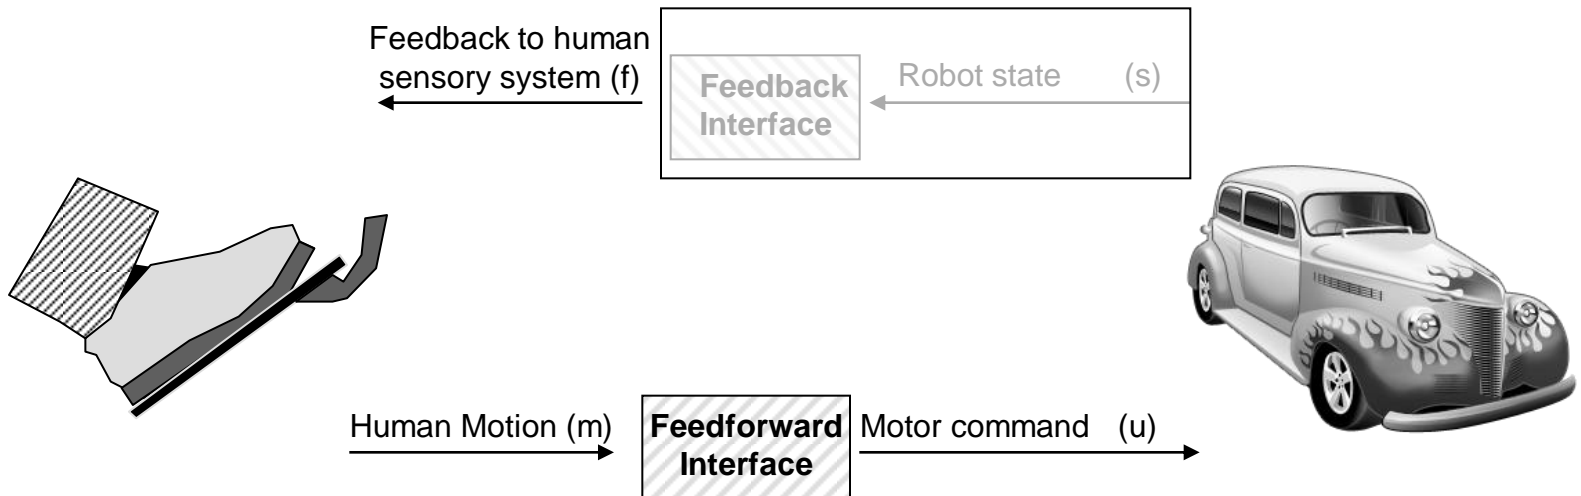 Feedback to human
sensory system (f)
Feedback
Interface
Robot state (s)
Human Motion (m)
Feedforward
Interface
Motor command (u)